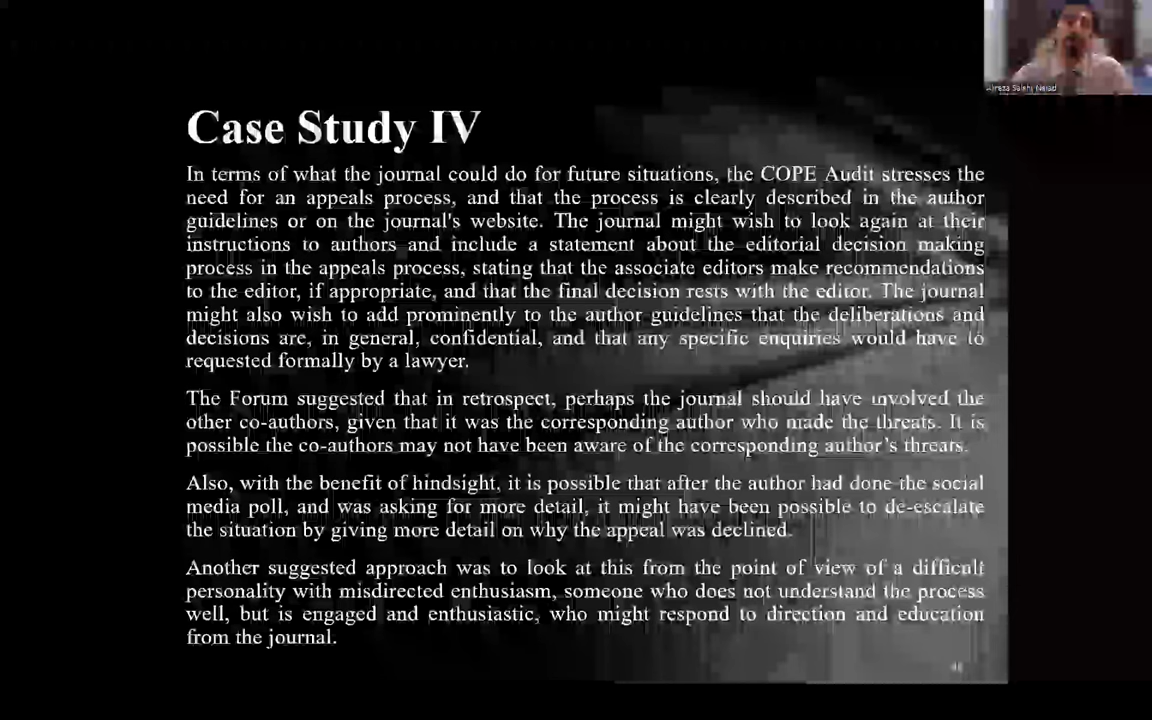 Case Study IV
In terms of what the journal could do for future situations, the COPE Audit stresses the
need for an appeals process, and that the process is clearly described in the author
guidelines or on the journal's website. The journal might wish to look again at their
instructions to authors and include a statement about the editorial decision making
process in the appeals process, stating that the associate editors make recommendations
to the editor, if appropriate, and that the final decision rests with the editor. The journal
might also wish to add prominently to the author guidelines that the deliberations and
decisions are, in general, confidential, and that any specific enquiries would have to
requested formally by a lawyer.
The Forum suggested that in retrospect, perhaps the journal should have involved the
other co-authors, given that it was the corresponding author who made the threats. It is
possible the co-authors may not have been aware of the corresponding author's threats.
Also, with the benefit of hindsight, it is possible that after the author had done the social
media poll, and was asking for more detail, it might have been possible to de-escalate
the situation by giving more detail on why the appeal was declined.
Another suggested approach was to look at this from the point of view of a difficult
personality with misdirected enthusiasm, someone who does not understand the process
well, but is engaged and enthusiastic, who might respond to direction and education
from the journal.